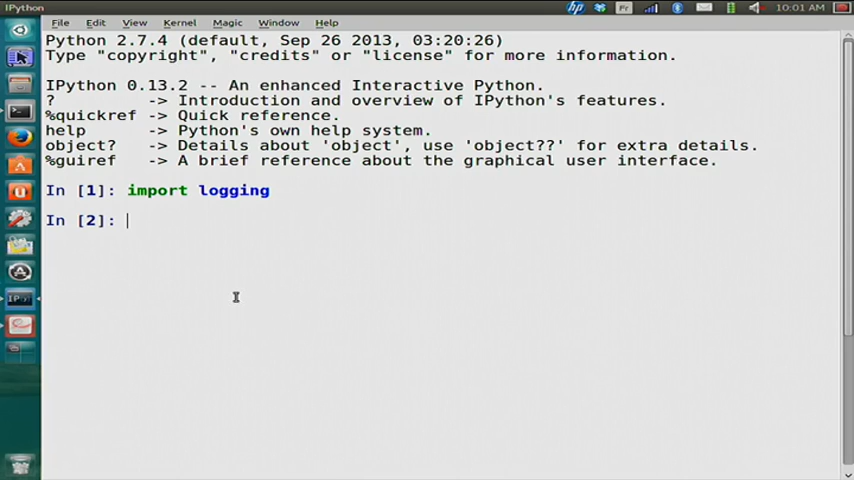 IPython
Fr
10:01 AM
File Edit View Kernel Magic Window Help
Python 2.7.4 (default, Sep 26 2013, 03:20:26)
Type "copyright", "credits" or "license" for more information.
IPython 0.13.2 -- An enhanced Interactive Python.
? -> Introduction and overview of IPython's features.
%quickref -> Quick reference.
help -> Python's own help system.
object? -> Details about 'object', use 'object??' for extra details.
%guiref -> A brief reference about the graphical user interface.
In [1]: import logging
In [2]: